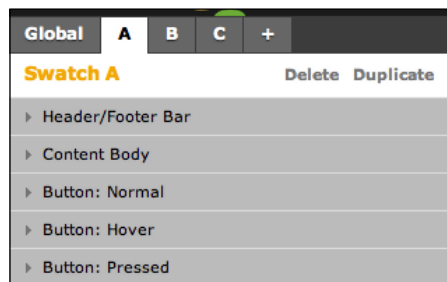 Global A B C +
Swatch A Delete Duplicate
Header/Footer Bar
Content Body
Button: Normal
Button: Hover
Button: Pressed